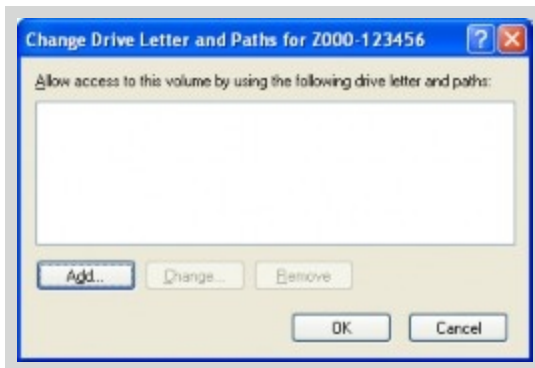 Change Drive Letter and Paths for Z000-123456
Allow access to this volume by using the following drive letter and paths:
Add... Change... Remove
OK Cancel